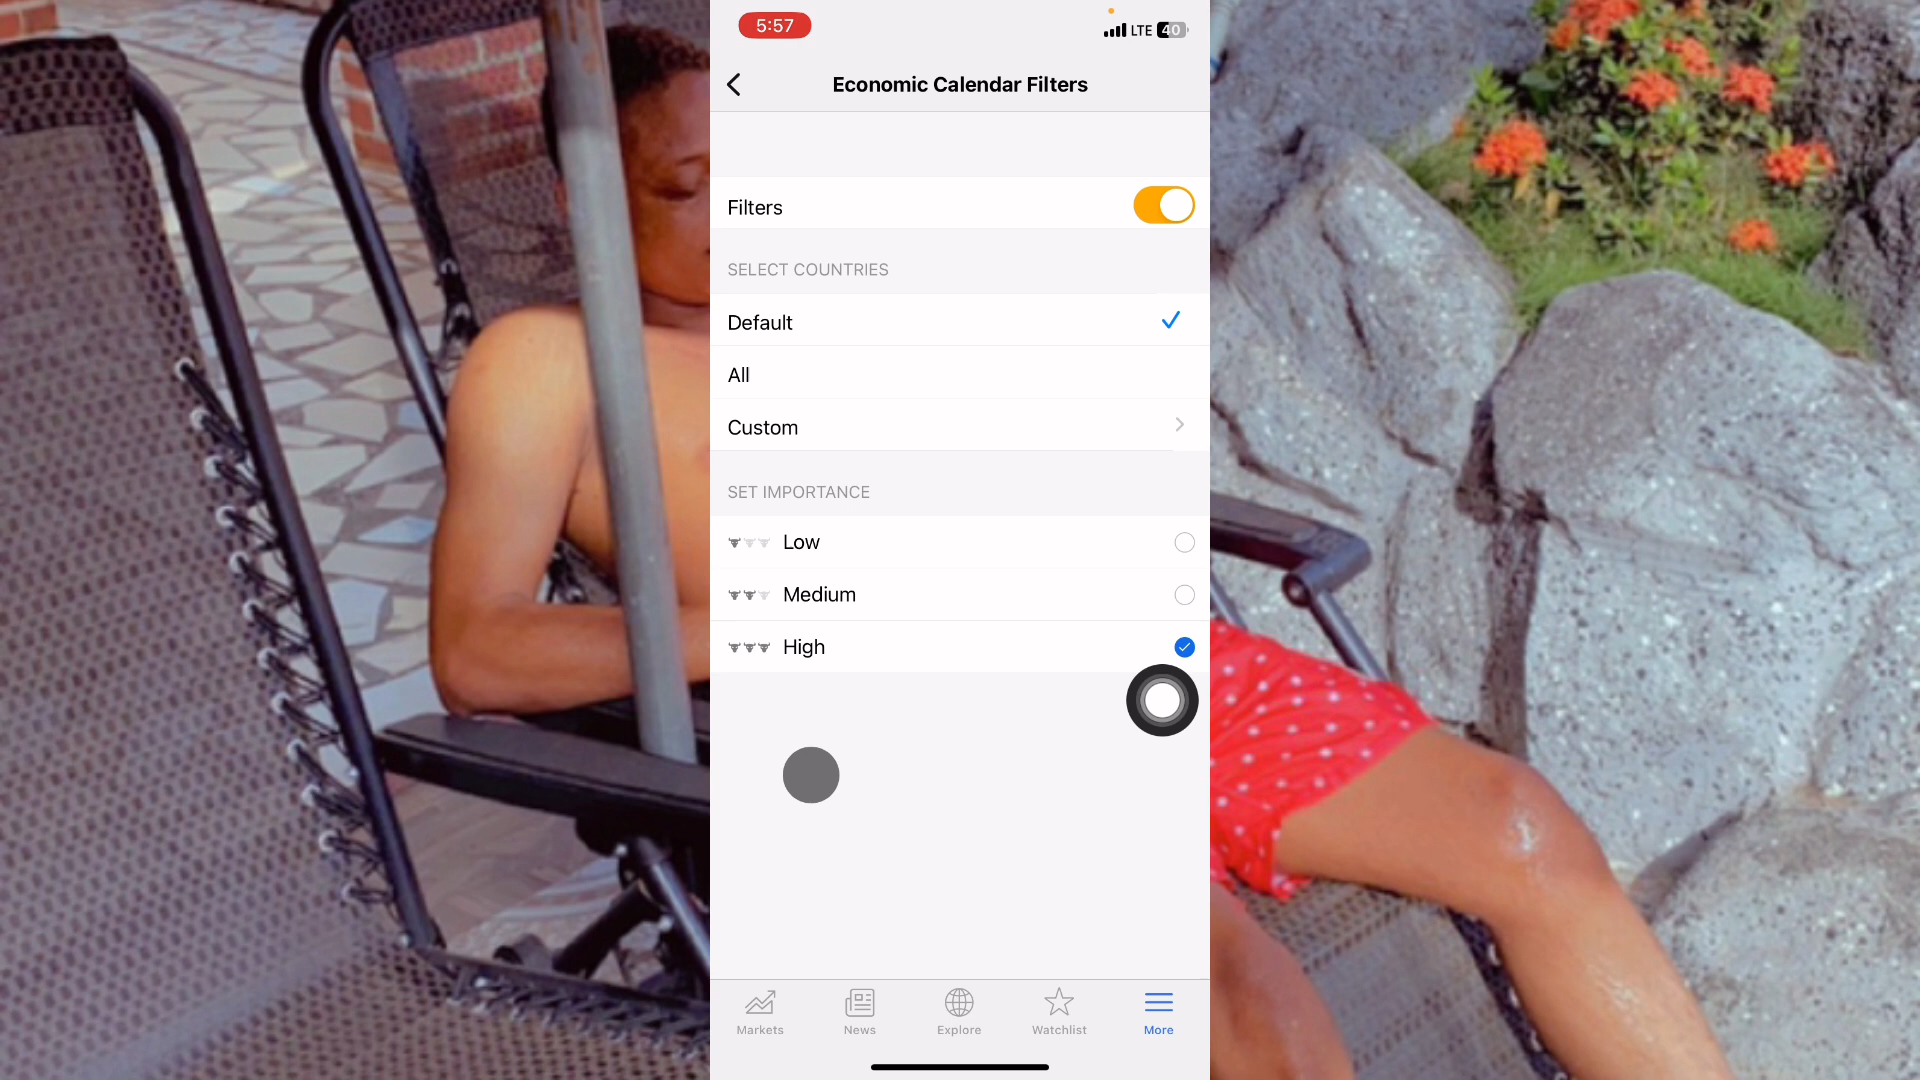 5:57
LTE 40
Economic Calendar Filters
Filters
SELECT COUNTRIES
Default
All
Custom
SET IMPORTANCE
Low
Medium
High
Markets
News
Explore
Watchlist
More